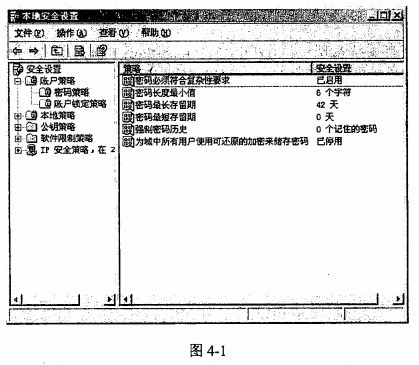 本地安全设置
文件(F) 操作(A) 查看(V) 帮助(H)
安全设置
账户策略
密码策略
账户锁定策略
本地策略
公钥策略
软件限制策略
IP 安全策略，在 2
策略 安全设置
密码必须符合复杂性要求 已启用
密码长度最小值 6 个字符
密码最长存留期 42 天
密码最短存留期 0 天
强制密码历史 0 个记住的密码
为域中所有用户使用可还原的加密来储存密码 已停用
图 4-1